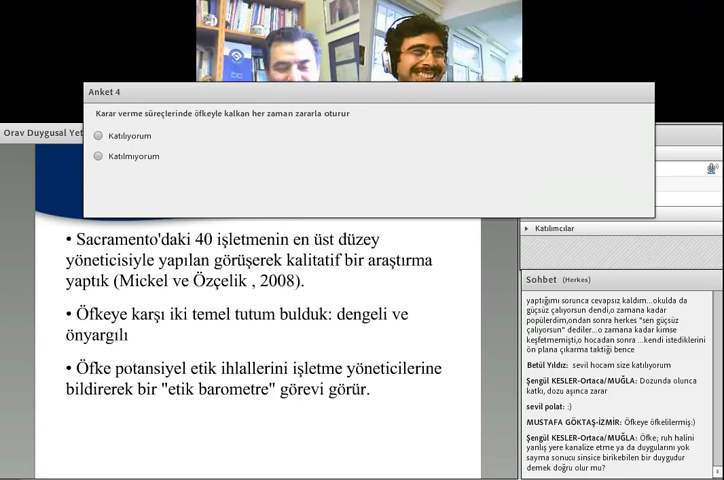 Anket 4
Karar verme süreçlerinde öfkeyle kalkan her zaman zararla oturur
Katılıyorum
Katılmıyorum
Orav Duygusal Yet
• Sacramento'daki 40 işletmenin en üst düzey
yöneticisiyle yapılan görüşerek kalitatif bir araştırma
yaptık (Mickel ve Özçelik , 2008).
• Öfkeye karşı iki temel tutum bulduk: dengeli ve
önyargılı
• Öfke potansiyel etik ihlallerini işletme yöneticilerine
bildirerek bir "etik barometre" görevi görür.
Katılımcılar
Sohbet (Herkes)
yaptığımı sorunca cevapsız kaldım...okulda da
güçsüz çalıyorsun dendi,o zamana kadar
popülerdim,ondan sonra herkes "sen güçsüz
çalıyorsun" dediler...o zamana kadar kimse
keşfetmemişti,o hocadan sonra ...kendi istediklerini
ön plana çıkarma taktiği bence
Betül Yıldız: sevil hocam size katılıyorum
Şengül KESLER-Ortaca/MUĞLA: Dozunda olunca
katkı, dozu aşınca zarar
sevil polat: :)
MUSTAFA GÖKTAŞ-İZMİR: Öfkeye öfkelilermiş:)
Şengül KESLER-Ortaca/MUĞLA: Öfke; ruh halini
yanlış yere kanalize etme ya da duygularını yok
sayma sonucu sinsice birikebilen bir duygudur
demek doğru olur mu?